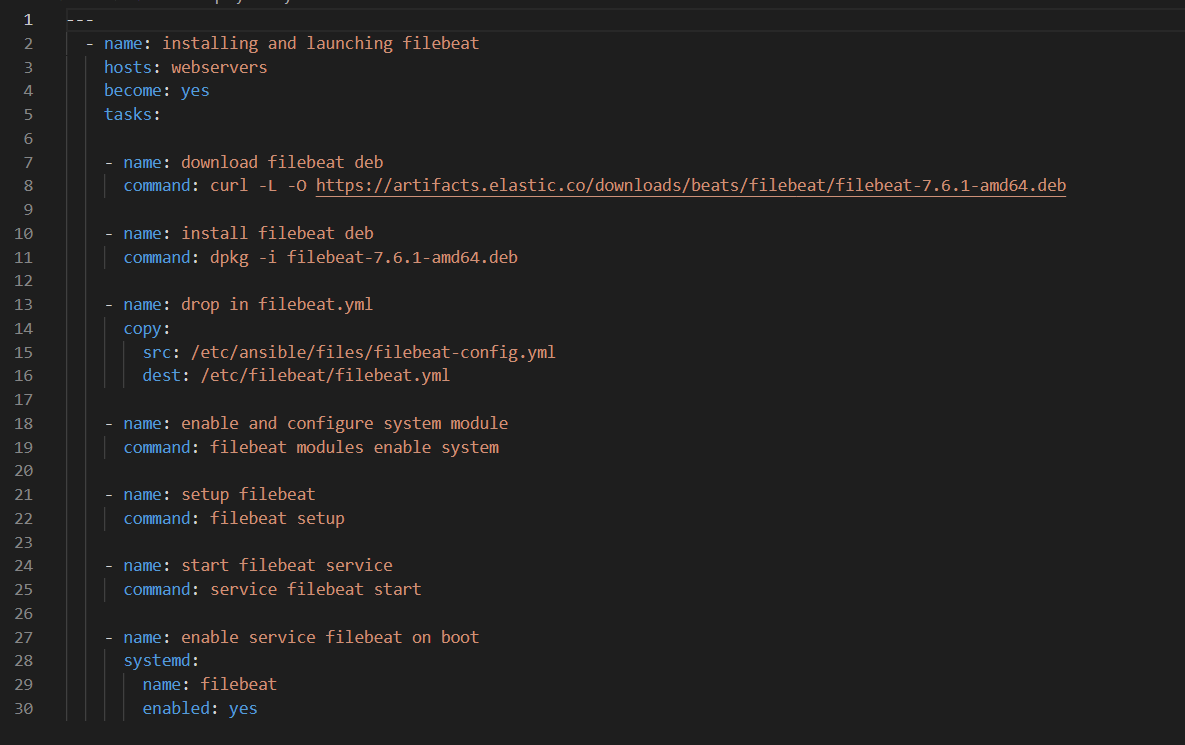 1 ---
2   - name: installing and launching filebeat
3     hosts: webservers
4     become: yes
5     tasks:
6
7     - name: download filebeat deb
8       command: curl -L -O https://artifacts.elastic.co/downloads/beats/filebeat/filebeat-7.6.1-amd64.deb
9
10     - name: install filebeat deb
11       command: dpkg -i filebeat-7.6.1-amd64.deb
12
13     - name: drop in filebeat.yml
14       copy:
15         src: /etc/ansible/files/filebeat-config.yml
16         dest: /etc/filebeat/filebeat.yml
17
18     - name: enable and configure system module
19       command: filebeat modules enable system
20
21     - name: setup filebeat
22       command: filebeat setup
23
24     - name: start filebeat service
25       command: service filebeat start
26
27     - name: enable service filebeat on boot
28       systemd:
29         name: filebeat
30         enabled: yes